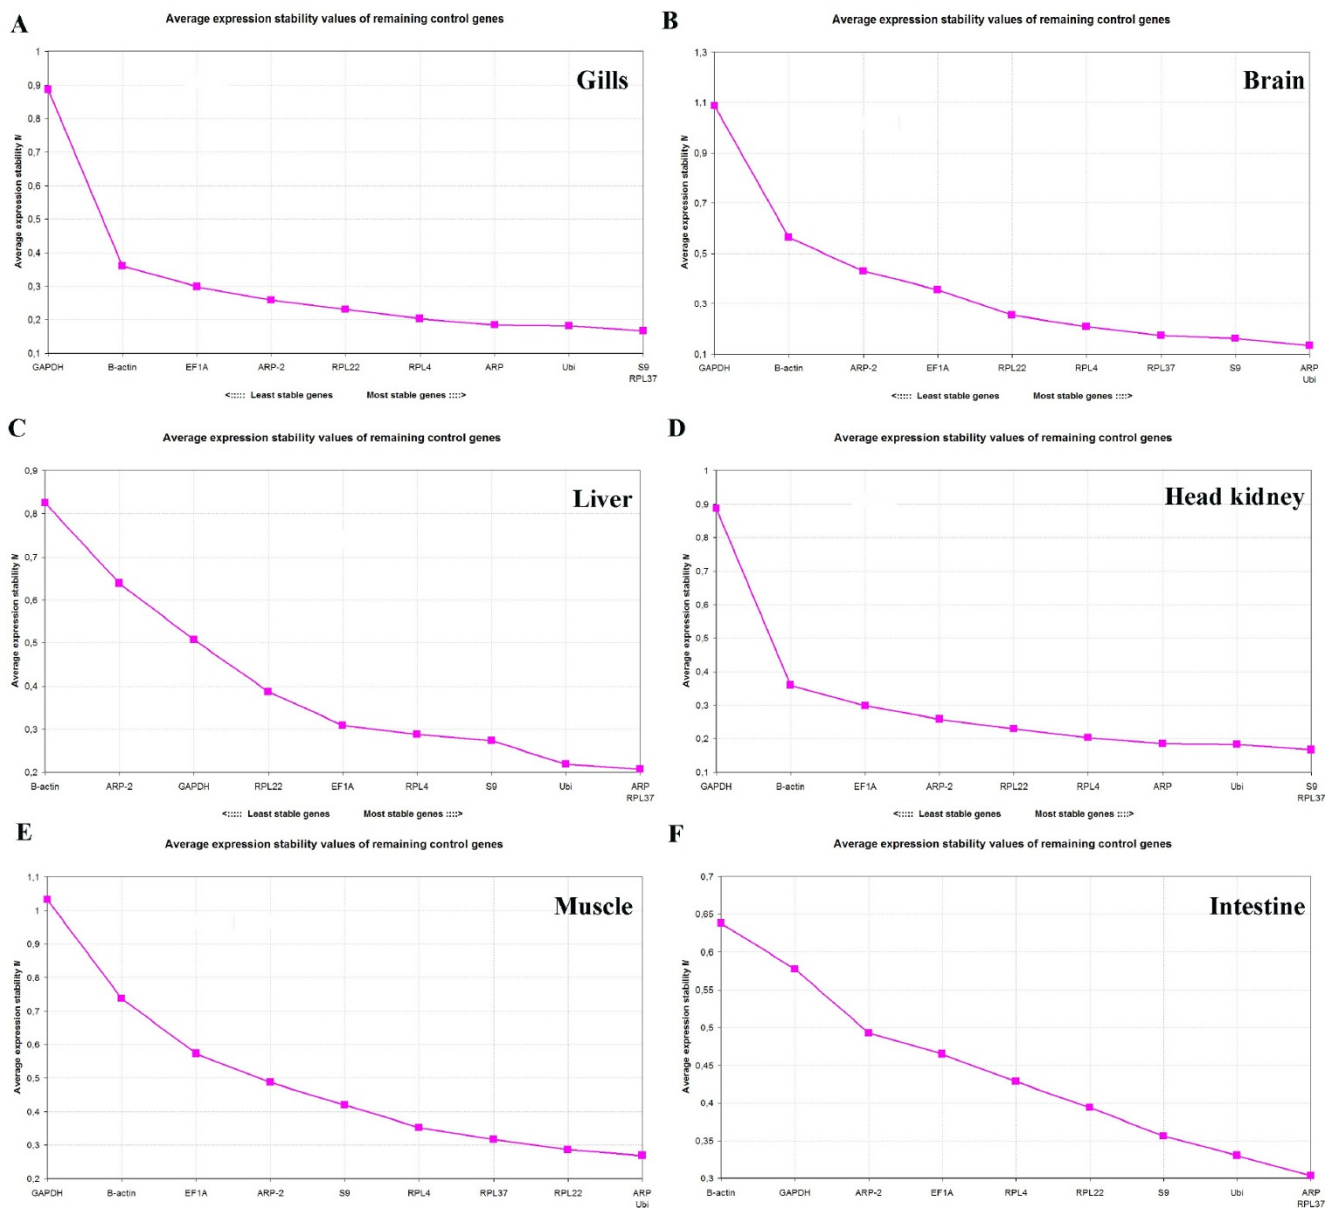 A
Average expression stability values of remaining control genes
Gills
Average expression stability M
1
0,9
0,8
0,7
0,6
0,5
0,4
0,3
0,2
0,1
GAPDH B-actin EF1A ARP-2 RPL22 RPL4 ARP Ubi S9
RPL37
<::::: Least stable genes Most stable genes ::::>
B
Average expression stability values of remaining control genes
Brain
Average expression stability
1,3
1,1
0,9
0,7
0,5
0,3
0,1
GAPDH B-actin ARP-2 EF1A RPL22 RPL4 RPL37 S9 ARP
Ubi
<::::: Least stable genes Most stable genes ::::>
C
Average expression stability values of remaining control genes
Liver
Average expression stability
0,9
0,8
0,7
0,6
0,5
0,4
0,3
0,2
B-actin ARP-2 GAPDH RPL22 EF1A RPL4 S9 Ubi ARP
RPL37
<::::: Least stable genes Most stable genes ::::>
D
Average expression stability values of remaining control genes
Head kidney
Average expression stability
1
0,9
0,8
0,7
0,6
0,5
0,4
0,3
0,2
0,1
GAPDH B-actin EF1A ARP-2 RPL22 RPL4 ARP Ubi S9
RPL37
<::::: Least stable genes Most stable genes ::::>
E
Average expression stability values of remaining control genes
Muscle
Average expression stability
1,1
1
0,9
0,8
0,7
0,6
0,5
0,4
0,3
0,2
GAPDH B-actin EF1A ARP-2 S9 RPL4 RPL37 RPL22 ARP
Ubi
F
Average expression stability values of remaining control genes
Intestine
Average expression stability
0,7
0,65
0,6
0,55
0,5
0,45
0,4
0,35
0,3
B-actin GAPDH ARP-2 EF1A RPL4 RPL22 S9 Ubi ARP
RPL37